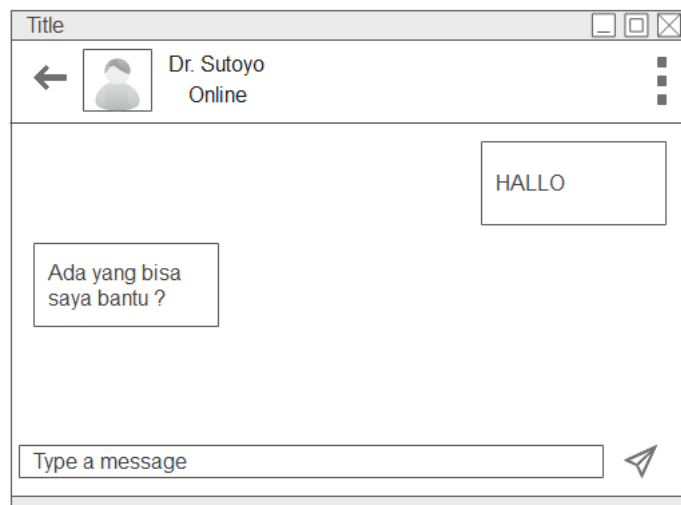 Title
Dr. Sutoyo
Online
HALLO
Ada yang bisa
saya bantu ?
Type a message